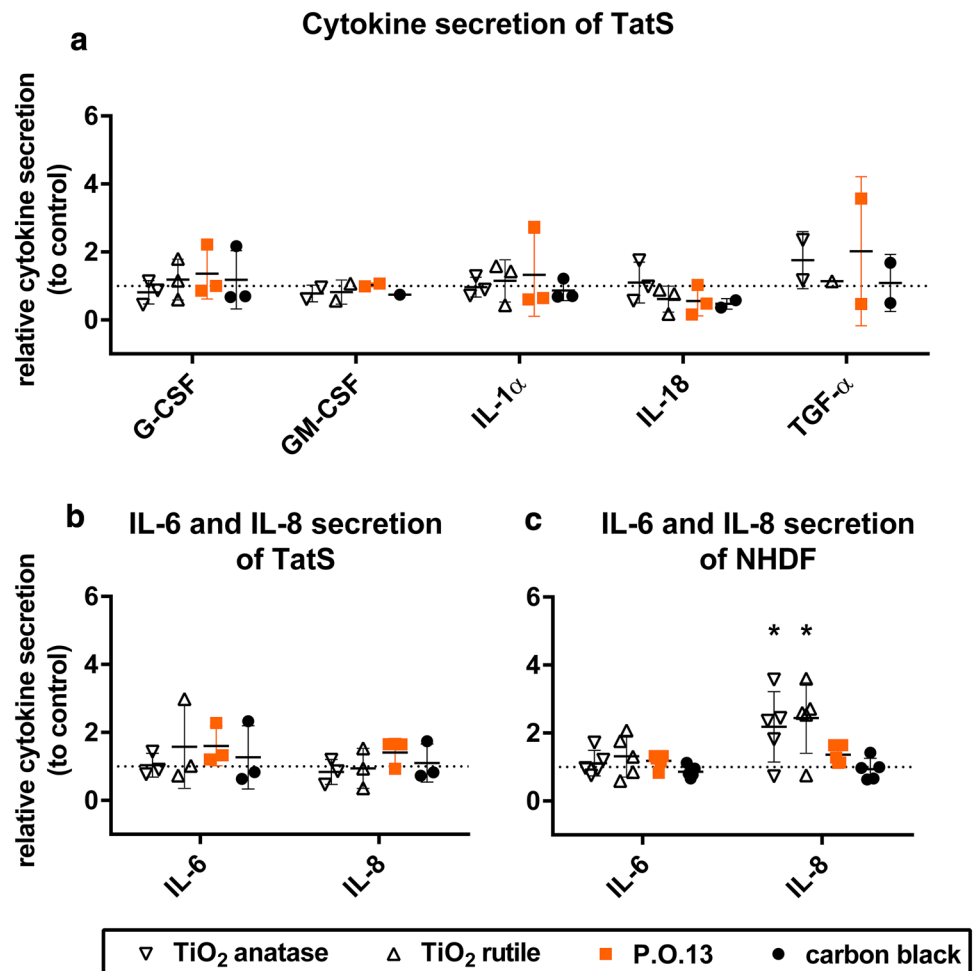 a
Cytokine secretion of TatS
relative cytokine secretion
(to control)
6
4
2
0
G-CSF
GM-CSF
IL-1α
IL-18
TGF-α
b
IL-6 and IL-8 secretion
of TatS
relative cytokine secretion
(to control)
6
4
2
0
IL-6
IL-8
c
IL-6 and IL-8 secretion
of NHDF
6
4
2
0
* *
IL-6
IL-8
TiO₂ anatase
TiO₂ rutile
P.O.13
carbon black